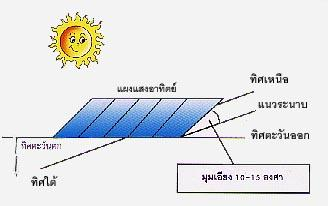 แผงแสงอาทิตย์
ทิศเหนือ
แนวระนาบ
ทิศตะวันออก
ทิศตะวันตก
ทิศใต้
มุมเอียง 10-15 องศา